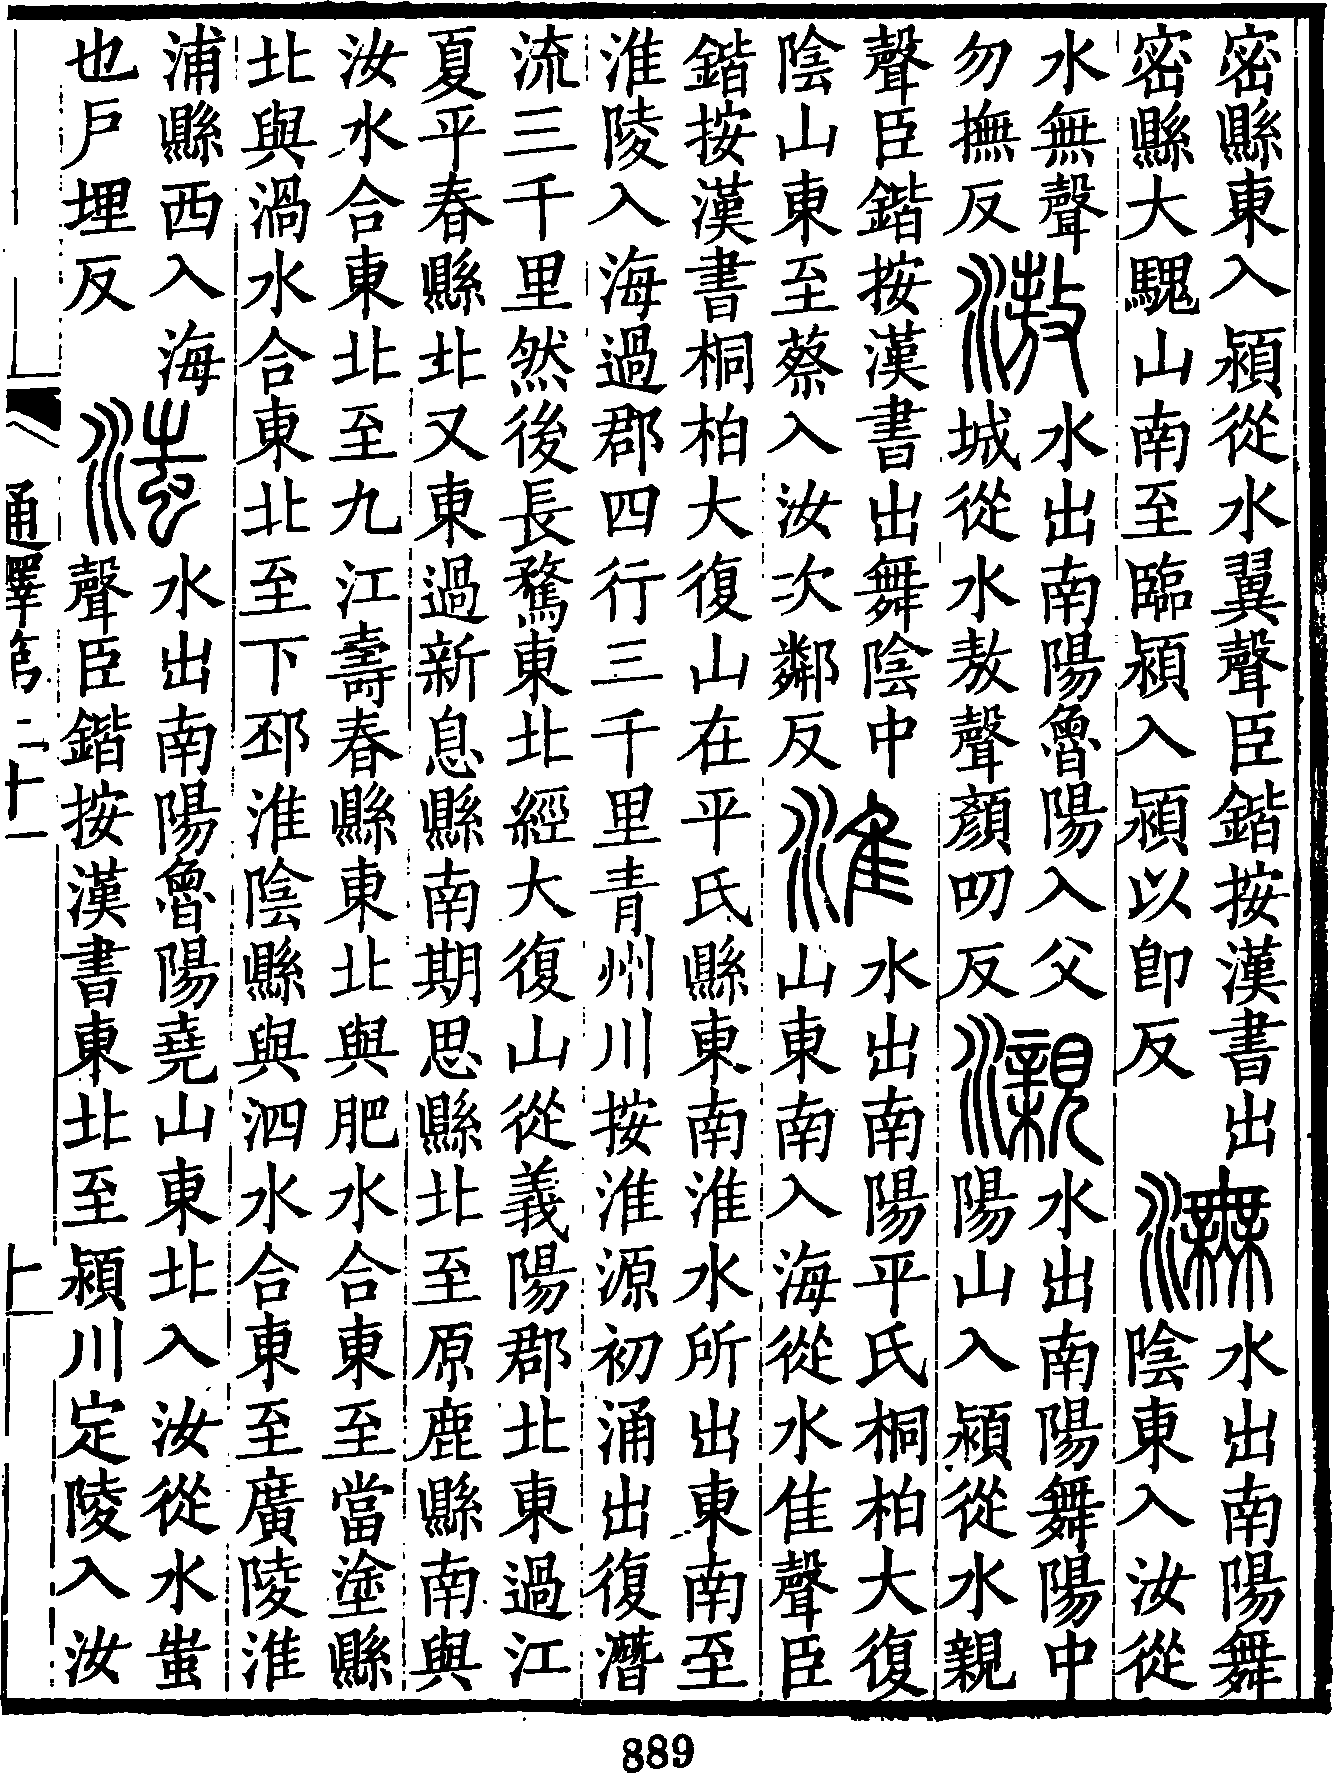 密縣東入潁從水翼聲臣鍇按漢書出
密縣大騩山南至臨潁入潁以即反
潕
水出南陽舞
陰東入汝從
水無聲
勿撫反
滶
水出南陽魯陽入父
城從水敖聲顏叨反
瀙
水出南陽舞陽中
陽山入潁從水親
聲臣鍇按漢書出舞陰中
陰山東至蔡入汝次鄰反
淮
水出南陽平氏桐柏大復
山東南入海從水隹聲臣
鍇按漢書桐柏大復山在平氏縣東南淮水所出東南至
淮陵入海過郡四行三千里青州川按淮源初涌出復潛
流三千里然後長騖東北經大復山從義陽郡北東過江
夏平春縣北又東過新息縣南期思縣北至原鹿縣南與
汝水合東北至九江壽春縣東北與肥水合東至當塗縣
北與渦水合東北至下邳淮陰縣與泗水合東至廣陵淮
浦縣西入海
也戶埋反
滍
水出南陽魯陽堯山東北入汝從水蚩
聲臣鍇按漢書東北至潁川定陵入汝
通釋第二十一
889